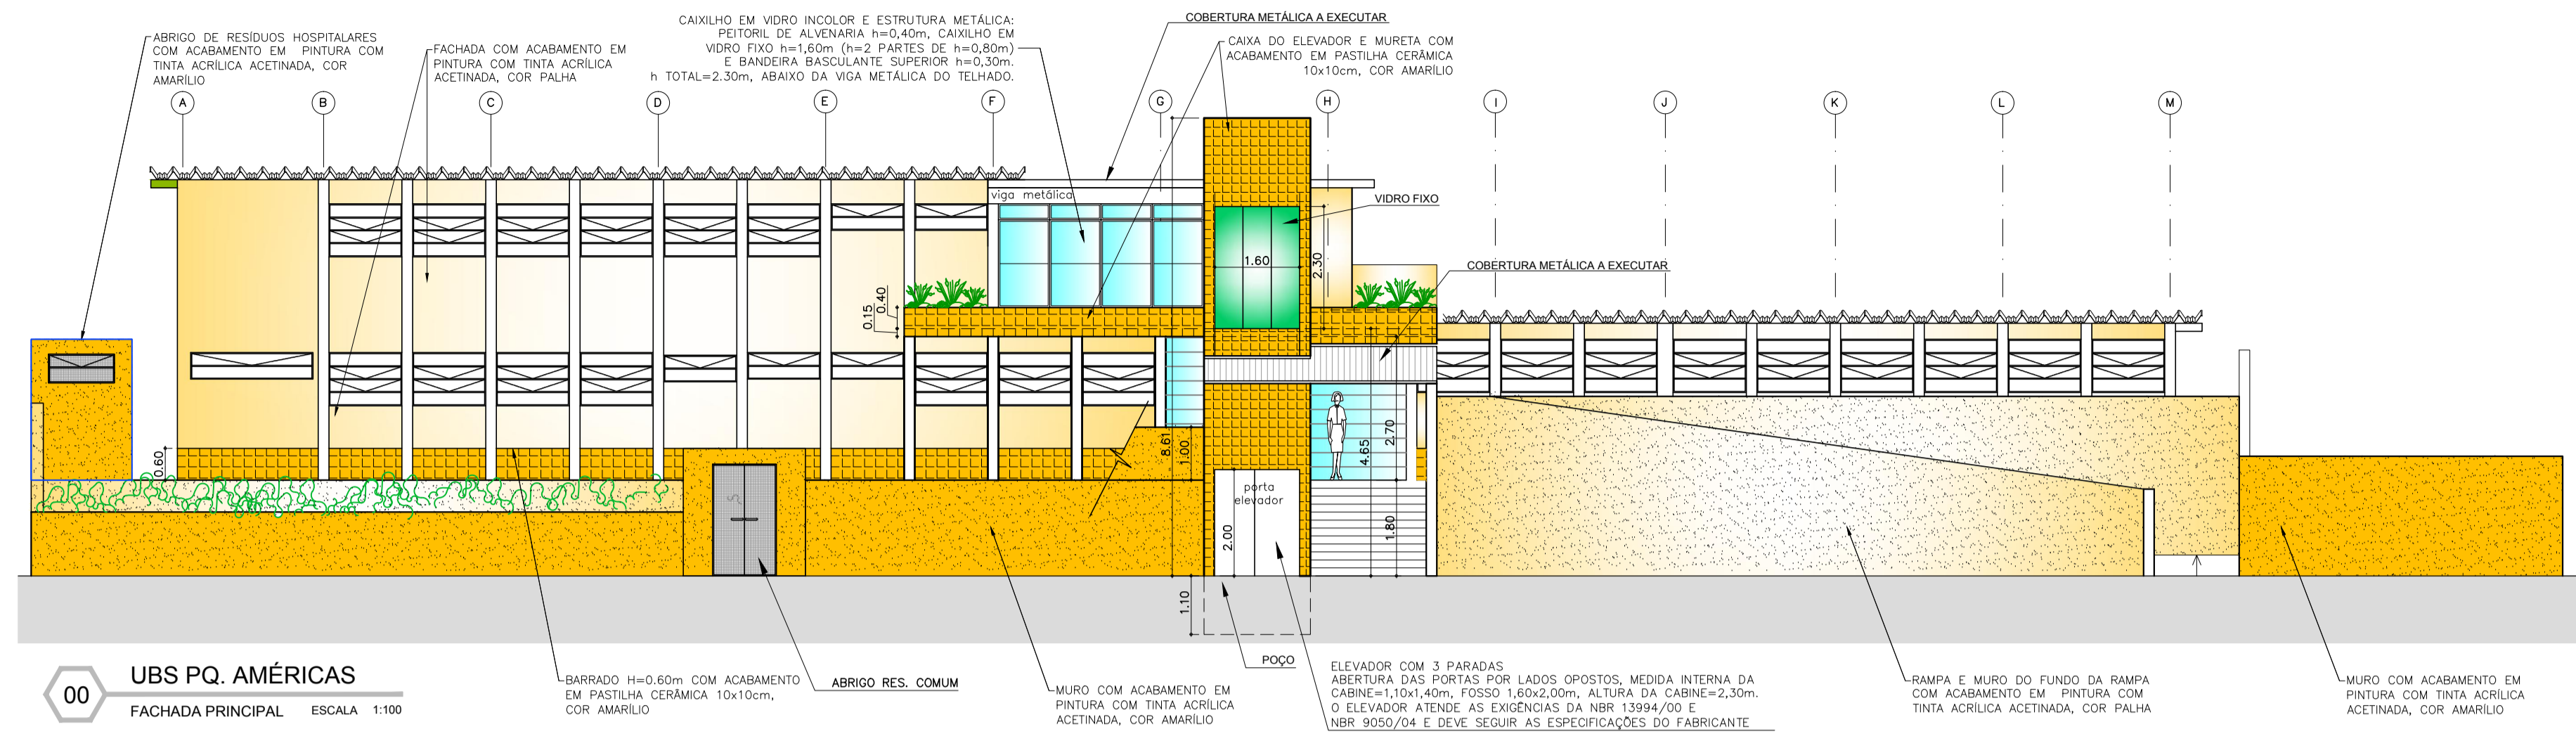 CAIXILHO EM VIDRO INCOLOR E ESTRUTURA METÁLICA:
PEITORIL DE ALVENARIA h=0,40m, CAIXILHO EM
VIDRO FIXO h=1,60m (h=2 PARTES DE h=0,80m)
E BANDEIRA BASCULANTE SUPERIOR h=0,30m.
h TOTAL=2.30m, ABAIXO DA VIGA METÁLICA DO TELHADO.
COBERTURA METÁLICA A EXECUTAR
ABRIGO DE RESÍDUOS HOSPITALARES
COM ACABAMENTO EM PINTURA COM
TINTA ACRÍLICA ACETINADA, COR
AMARÍLIO
FACHADA COM ACABAMENTO EM
PINTURA COM TINTA ACRÍLICA
ACETINADA, COR PALHA
CAIXA DO ELEVADOR E MURETA COM
ACABAMENTO EM PASTILHA CERÂMICA
10x10cm, COR AMARÍLIO
A
B
C
D
E
F
G
H
I
J
K
L
M
viga metálica
VIDRO FIXO
1.60
2.30
COBERTURA METÁLICA A EXECUTAR
0.15
0.40
0.60
8.61
1.00
4.65
2.70
1.80
porta
elevador
2.00
1.10
POÇO
00
UBS PQ. AMÉRICAS
FACHADA PRINCIPAL ESCALA 1:100
BARRADO H=0.60m COM ACABAMENTO
EM PASTILHA CERÂMICA 10x10cm,
COR AMARÍLIO
ABRIGO RES. COMUM
MURO COM ACABAMENTO EM
PINTURA COM TINTA ACRÍLICA
ACETINADA, COR AMARÍLIO
ELEVADOR COM 3 PARADAS
ABERTURA DAS PORTAS POR LADOS OPOSTOS, MEDIDA INTERNA DA
CABINE=1,10x1,40m, FOSSO 1,60x2,00m, ALTURA DA CABINE=2,30m.
O ELEVADOR ATENDE AS EXIGÊNCIAS DA NBR 13994/00 E
NBR 9050/04 E DEVE SEGUIR AS ESPECIFICAÇÕES DO FABRICANTE
RAMPA E MURO DO FUNDO DA RAMPA
COM ACABAMENTO EM PINTURA COM
TINTA ACRÍLICA ACETINADA, COR PALHA
MURO COM ACABAMENTO EM
PINTURA COM TINTA ACRÍLICA
ACETINADA, COR AMARÍLIO